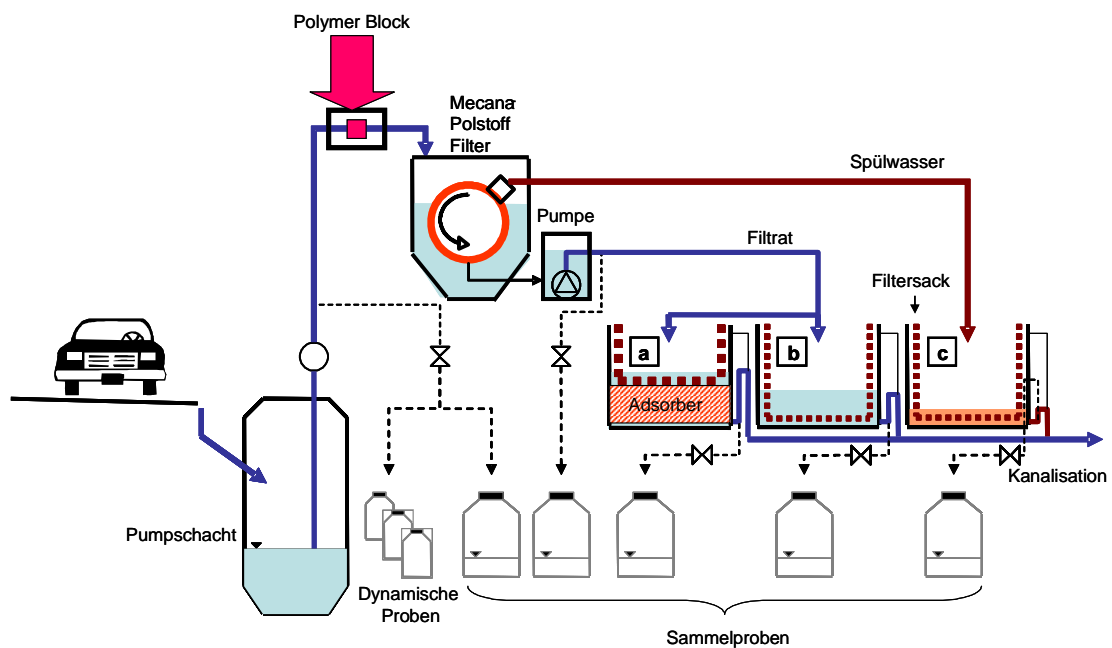 Polymer Block
Mecana-
Polstoff
Filter
Spülwasser
Pumpe
Filtrat
Filtersack
a
b
c
Adsorber
Kanalisation
Pumpschacht
Dynamische
Proben
Sammelproben